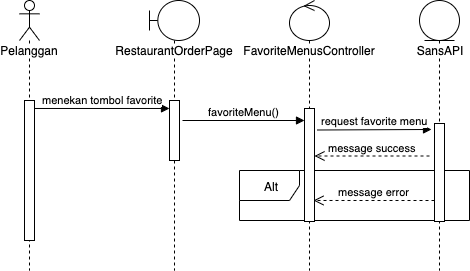 Pelanggan
RestaurantOrderPage
FavoriteMenusController
SansAPI
menekan tombol favorite
favoriteMenu()
request favorite menu
message success
Alt
message error